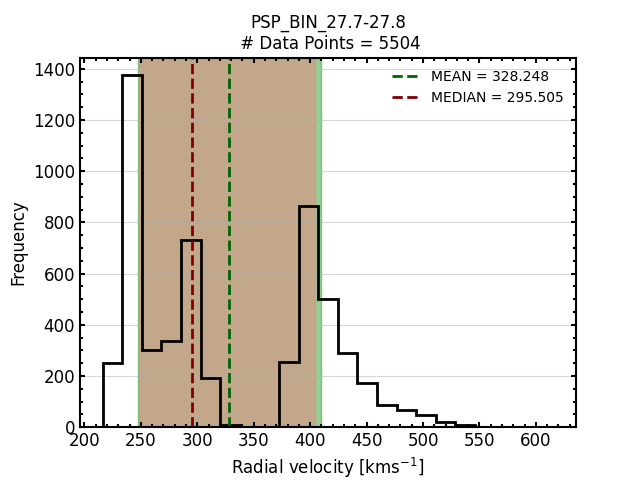 PSP_BIN_27.7-27.8
# Data Points = 5504
MEAN = 328.248
MEDIAN = 295.505
Frequency
1400
1200
1000
800
600
400
200
0
200 250 300 350 400 450 500 550 600
Radial velocity [kms⁻¹]